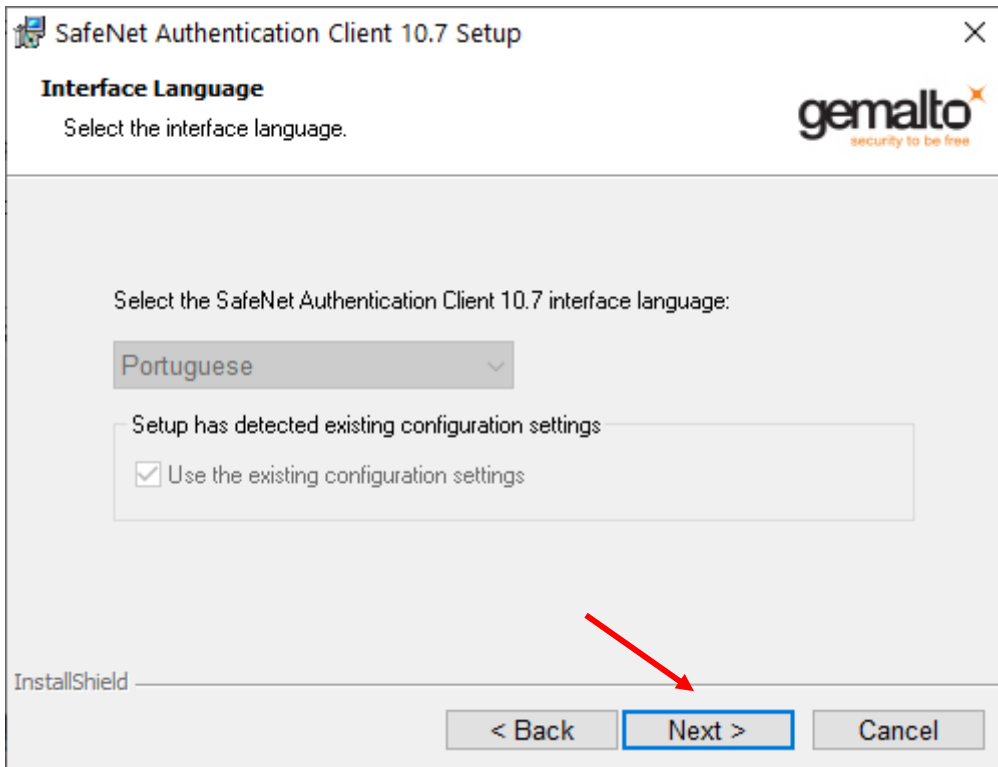 SafeNet Authentication Client 10.7 Setup
Interface Language
Select the interface language.
gemalto
security to be free
Select the SafeNet Authentication Client 10.7 interface language:
Portuguese
Setup has detected existing configuration settings
Use the existing configuration settings
InstallShield
< Back
Next >
Cancel